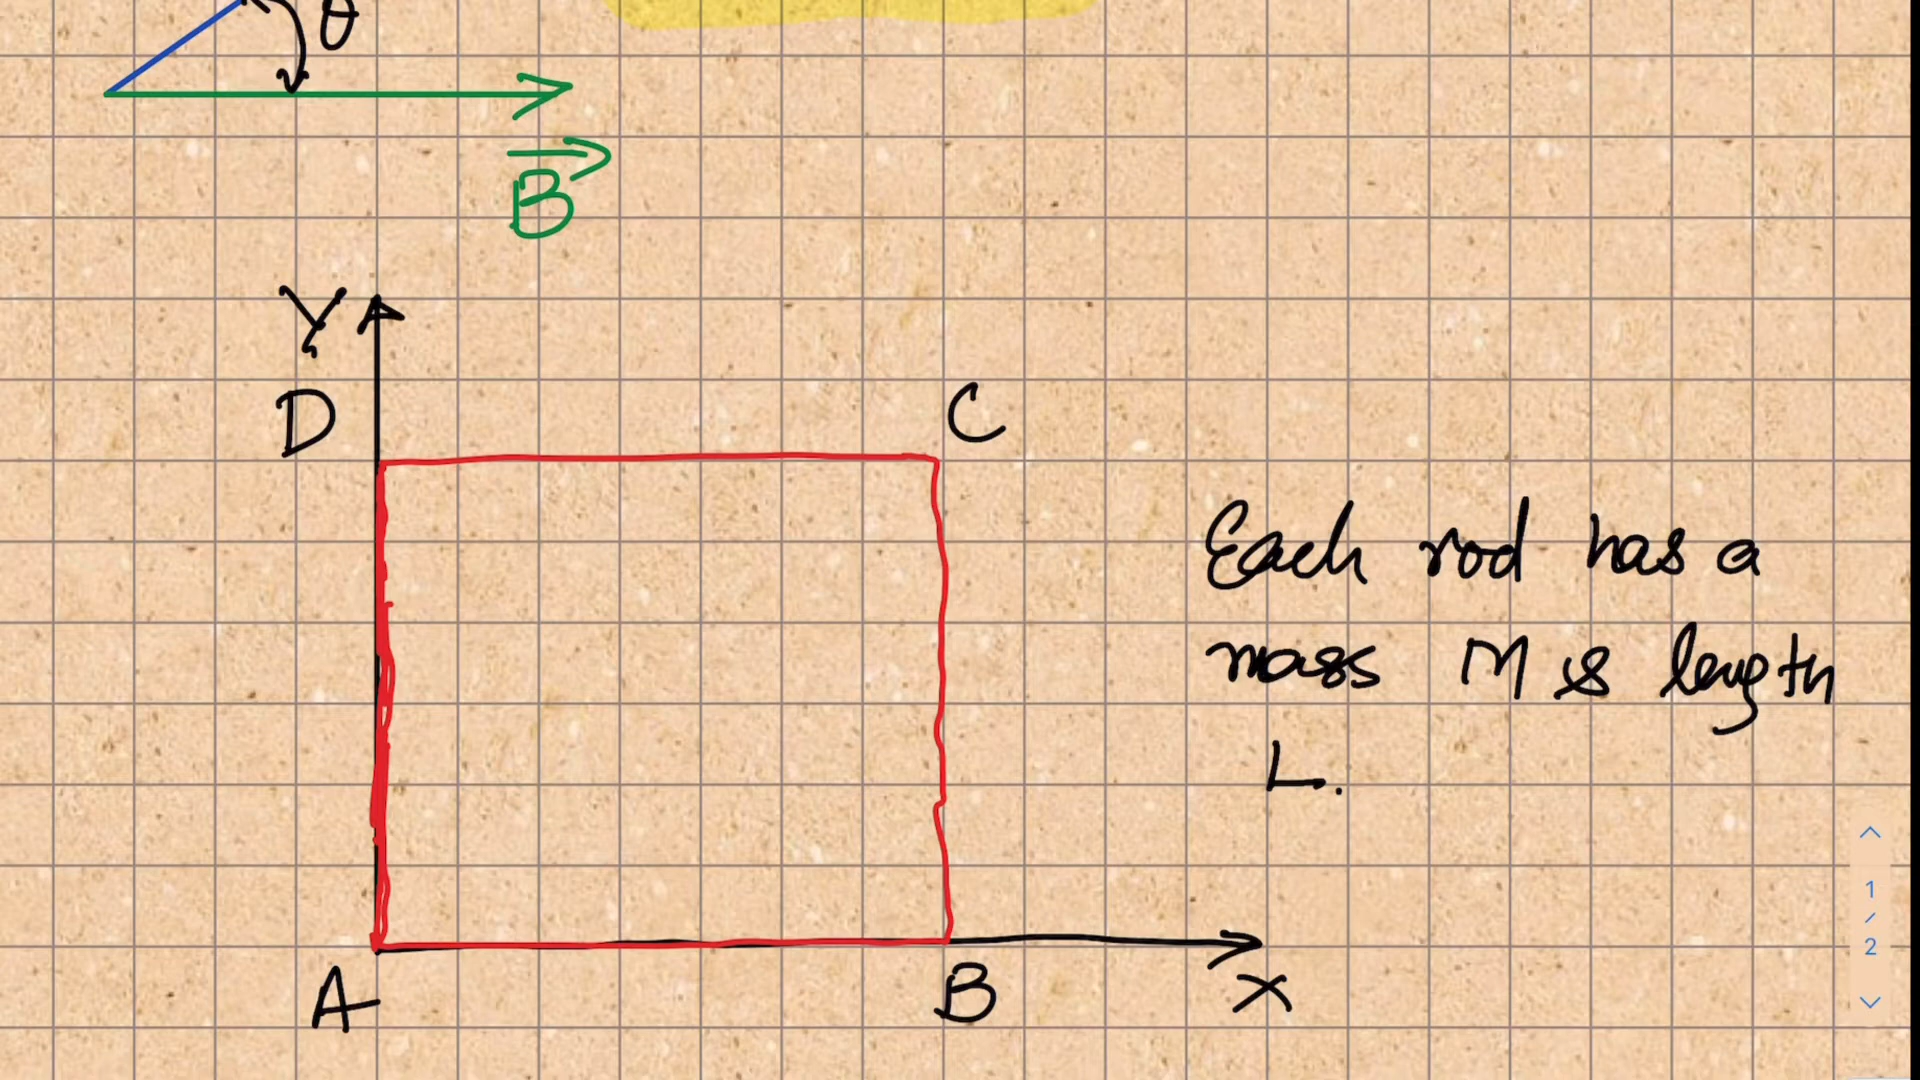 θ
B
Y
D
C
Each rod has a
mass M & length
L.
A
B
X
1
/
2